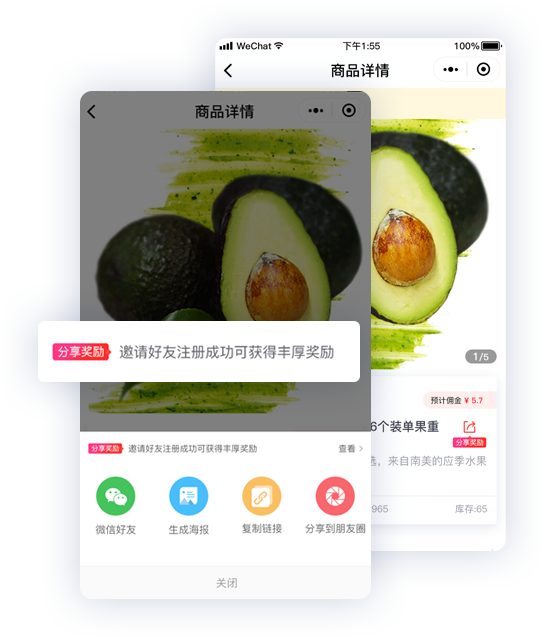 WeChat 下午1:55 100%
商品详情
商品详情
1/5
分享奖励 邀请好友注册成功可获得丰厚奖励
预计佣金 ¥ 5.7
6个装单果重
分享奖励
分享奖励 邀请好友注册成功可获得丰厚奖励 查看
选，来自南美的应季水果
965 库存:65
微信好友 生成海报 复制链接 分享到朋友圈
关闭